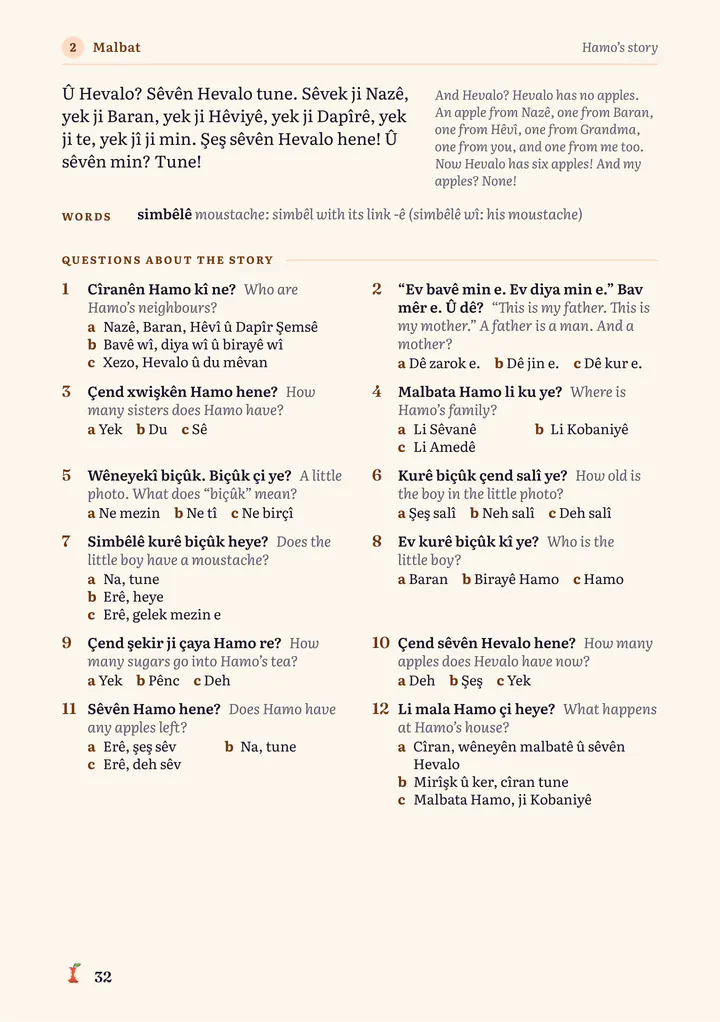 2 Malbat
Hamo’s story
Û Hevalo? Sêvên Hevalo tune. Sêvek ji Nazê,
yek ji Baran, yek ji Hêviyê, yek ji Dapîrê, yek
ji te, yek jî ji min. Şeş sêvên Hevalo hene! Û
sêvên min? Tune!
And Hevalo? Hevalo has no apples.
An apple from Nazê, one from Baran,
one from Hêvî, one from Grandma,
one from you, and one from me too.
Now Hevalo has six apples! And my
apples? None!
WORDS simbêlê moustache: simbêl with its link -ê (simbêlê wî: his moustache)
QUESTIONS ABOUT THE STORY
1 Cîranên Hamo kî ne? Who are
Hamo’s neighbours?
a Nazê, Baran, Hêvî û Dapîr Şemsê
b Bavê wî, diya wî û birayê wî
c Xezo, Hevalo û du mêvan
2 “Ev bavê min e. Ev diya min e.” Bav
mêr e. Û dê? “This is my father. This is
my mother.” A father is a man. And a
mother?
a Dê zarok e. b Dê jin e. c Dê kur e.
3 Çend xwişkên Hamo hene? How
many sisters does Hamo have?
a Yek b Du c Sê
4 Malbata Hamo li ku ye? Where is
Hamo’s family?
a Li Sêvanê b Li Kobaniyê
c Li Amedê
5 Wêneyekî biçûk. Biçûk çi ye? A little
photo. What does “biçûk” mean?
a Ne mezin b Ne tî c Ne birçî
6 Kurê biçûk çend salî ye? How old is
the boy in the little photo?
a Şeş salî b Neh salî c Deh salî
7 Simbêlê kurê biçûk heye? Does the
little boy have a moustache?
a Na, tune
b Erê, heye
c Erê, gelek mezin e
8 Ev kurê biçûk kî ye? Who is the
little boy?
a Baran b Birayê Hamo c Hamo
9 Çend şekir ji çaya Hamo re? How
many sugars go into Hamo’s tea?
a Yek b Pênc c Deh
10 Çend sêvên Hevalo hene? How many
apples does Hevalo have now?
a Deh b Şeş c Yek
11 Sêvên Hamo hene? Does Hamo have
any apples left?
a Erê, şeş sêv b Na, tune
c Erê, deh sêv
12 Li mala Hamo çi heye? What happens
at Hamo’s house?
a Cîran, wêneyên malbatê û sêvên
Hevalo
b Mirîşk û ker, cîran tune
c Malbata Hamo, ji Kobaniyê
32